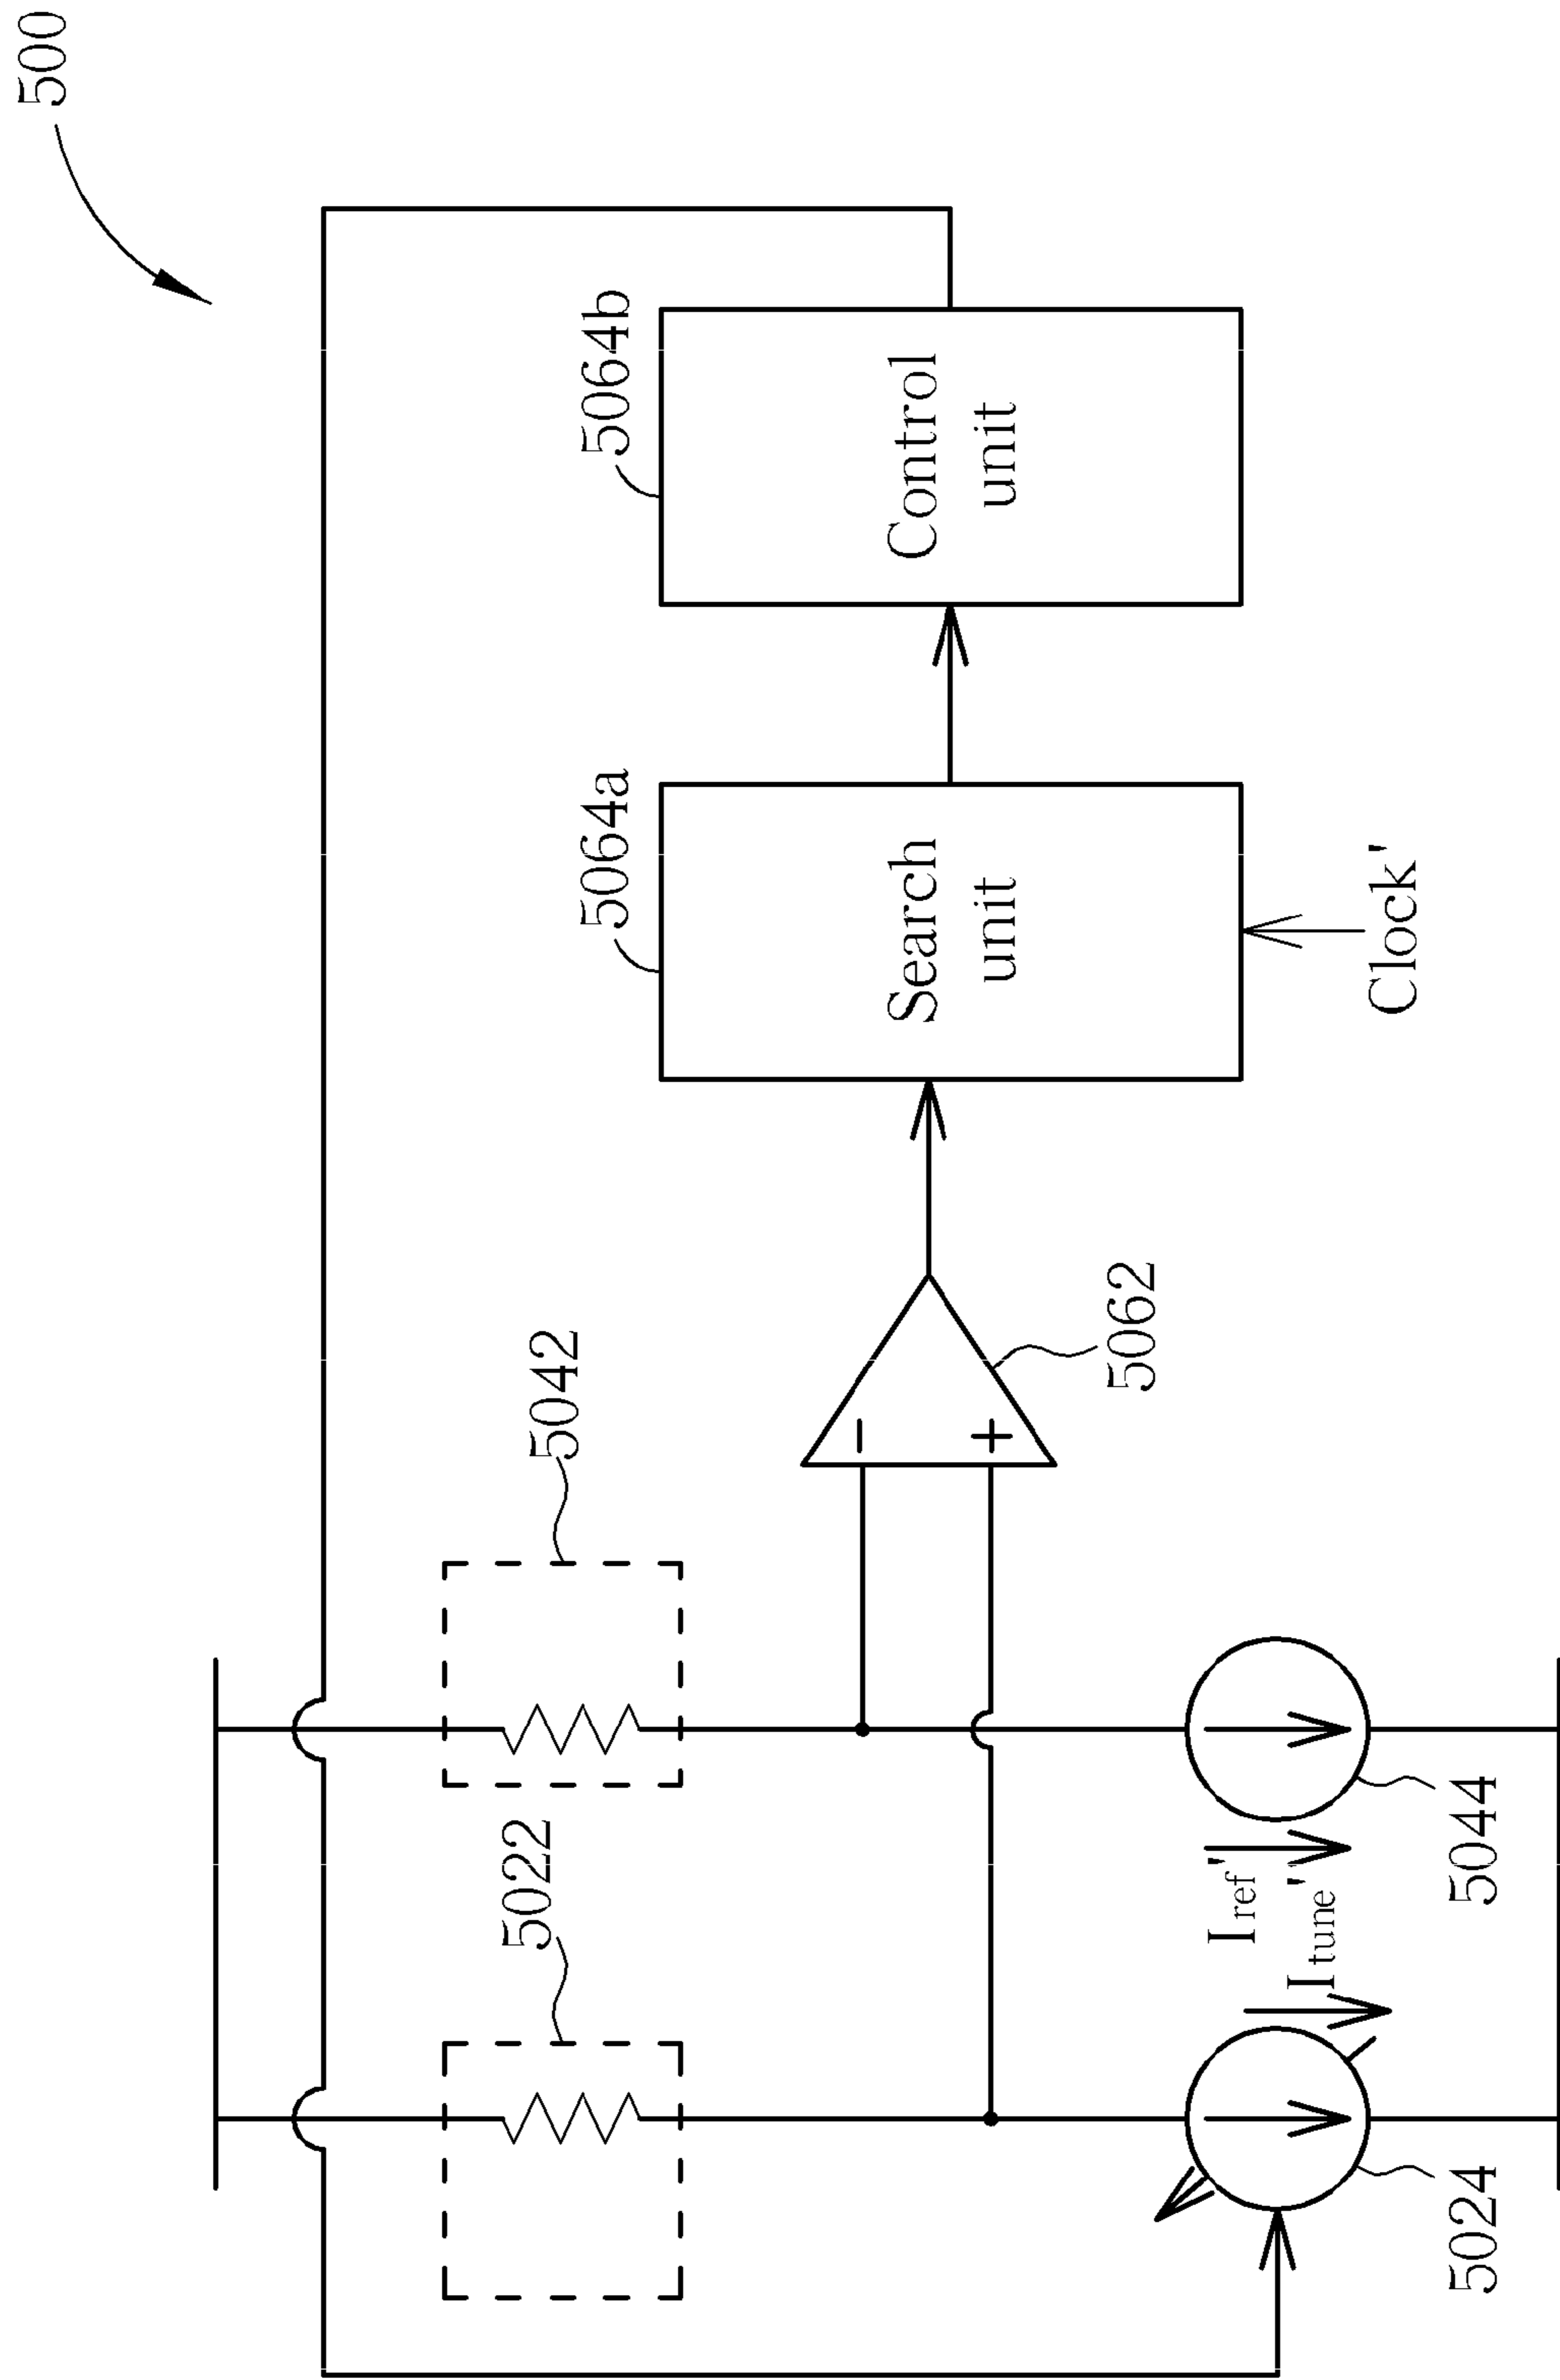 500
5022
5042
5064a
5064b
Search
unit
Control
unit
−
+
5062
Clock'
Iref'
Itune'
5024
5044